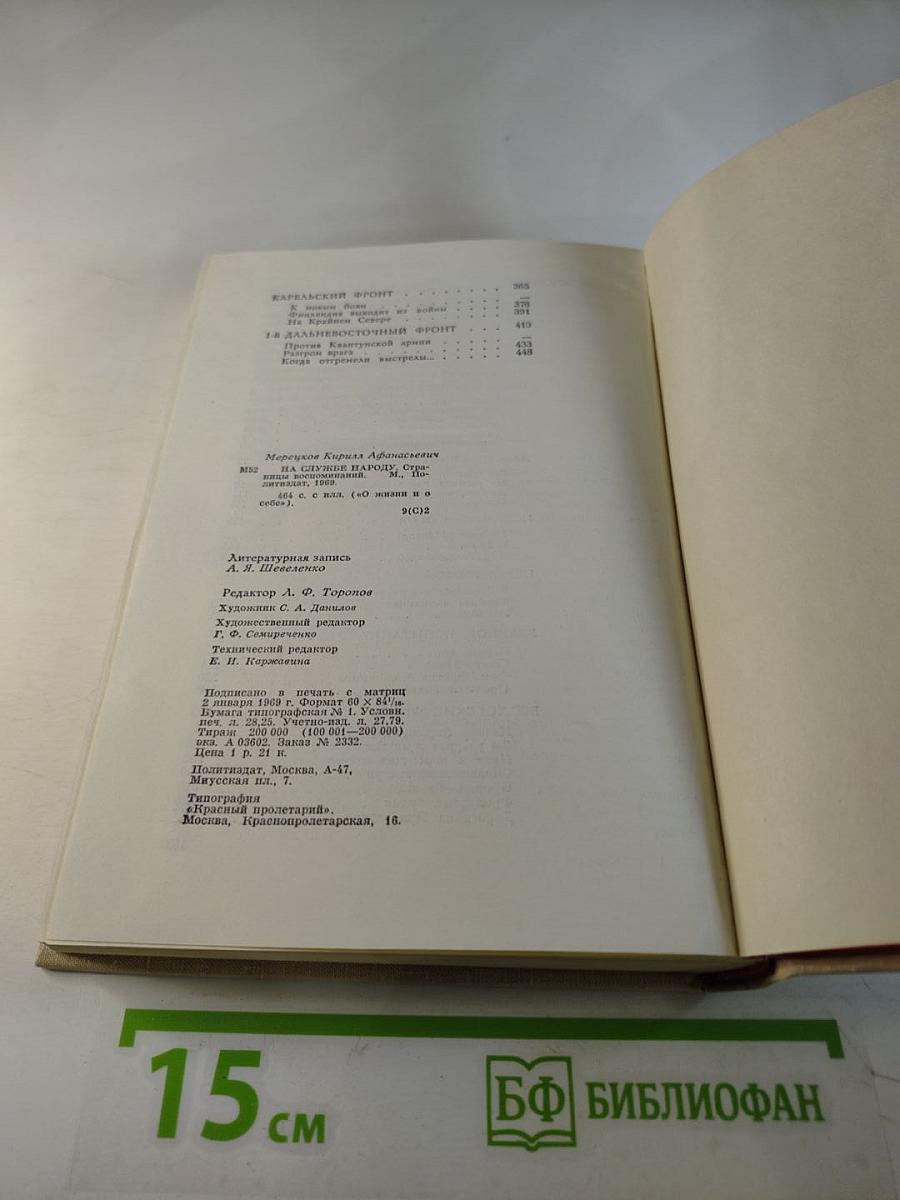 КАРЕЛЬСКИЙ ФРОНТ . . . . . . . 365
К новым боям . . . . . . . . —
Финляндия выходит из войны . . . . 378
На Крайнем Севере . . . . . . . 391
1-й ДАЛЬНЕВОСТОЧНЫЙ ФРОНТ . . . 419
Против Квантунской армии . . . . . —
Разгром врага . . . . . . . . 433
Когда отгремели выстрелы... . . . . 448
Мерецков Кирилл Афанасьевич
М52 НА СЛУЖБЕ НАРОДУ. Стра-
ницы воспоминаний. М., По-
литиздат, 1969.
464 с. с илл. («О жизни и о
себе»).
9(С)2
Литературная запись
А. Я. Шевеленко
Редактор А. Ф. Торопов
Художник С. А. Данилов
Художественный редактор
Г. Ф. Семиреченко
Технический редактор
Е. И. Каржавина
Подписано в печать с матриц
2 января 1969 г. Формат 60 × 84¹/₁₆.
Бумага типографская № 1. Условн.
печ. л. 28,25. Учетно-изд. л. 27,79.
Тираж 200 000 (100 001—200 000)
экз. А 03602. Заказ № 2332.
Цена 1 р. 21 к.
Политиздат, Москва, А-47,
Миусская пл., 7.
Типография
«Красный пролетарий».
Москва, Краснопролетарская, 16.
15 см
БФ БИБЛИОФАН